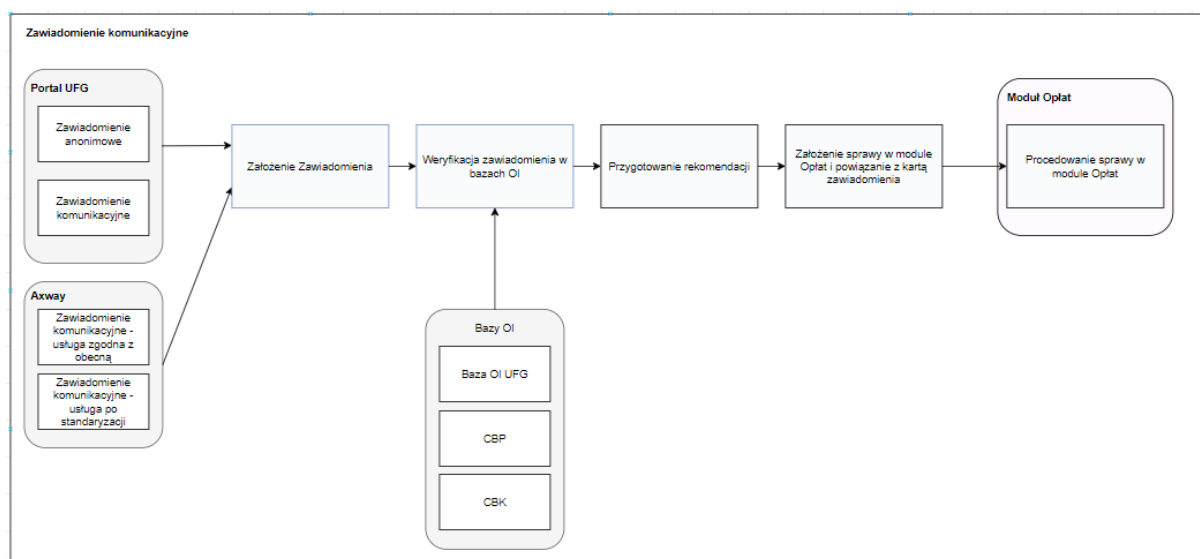 Zawiadomienie komunikacyjne
Portal UFG
Zawiadomienie
anonimowe
Zawiadomienie
komunikacyjne
Axway
Zawiadomienie
komunikacyjne -
usługa zgodna z
obecną
Zawiadomienie
komunikacyjne -
usługa po
standaryzacji
Założenie Zawiadomienia
Weryfikacja zawiadomienia w
bazach OI
Bazy OI
Baza OI UFG
CBP
CBK
Przygotowanie rekomendacji
Założenie sprawy w module
Opłat i powiązanie z kartą
zawiadomienia
Moduł Opłat
Procedowanie sprawy w
module Opłat